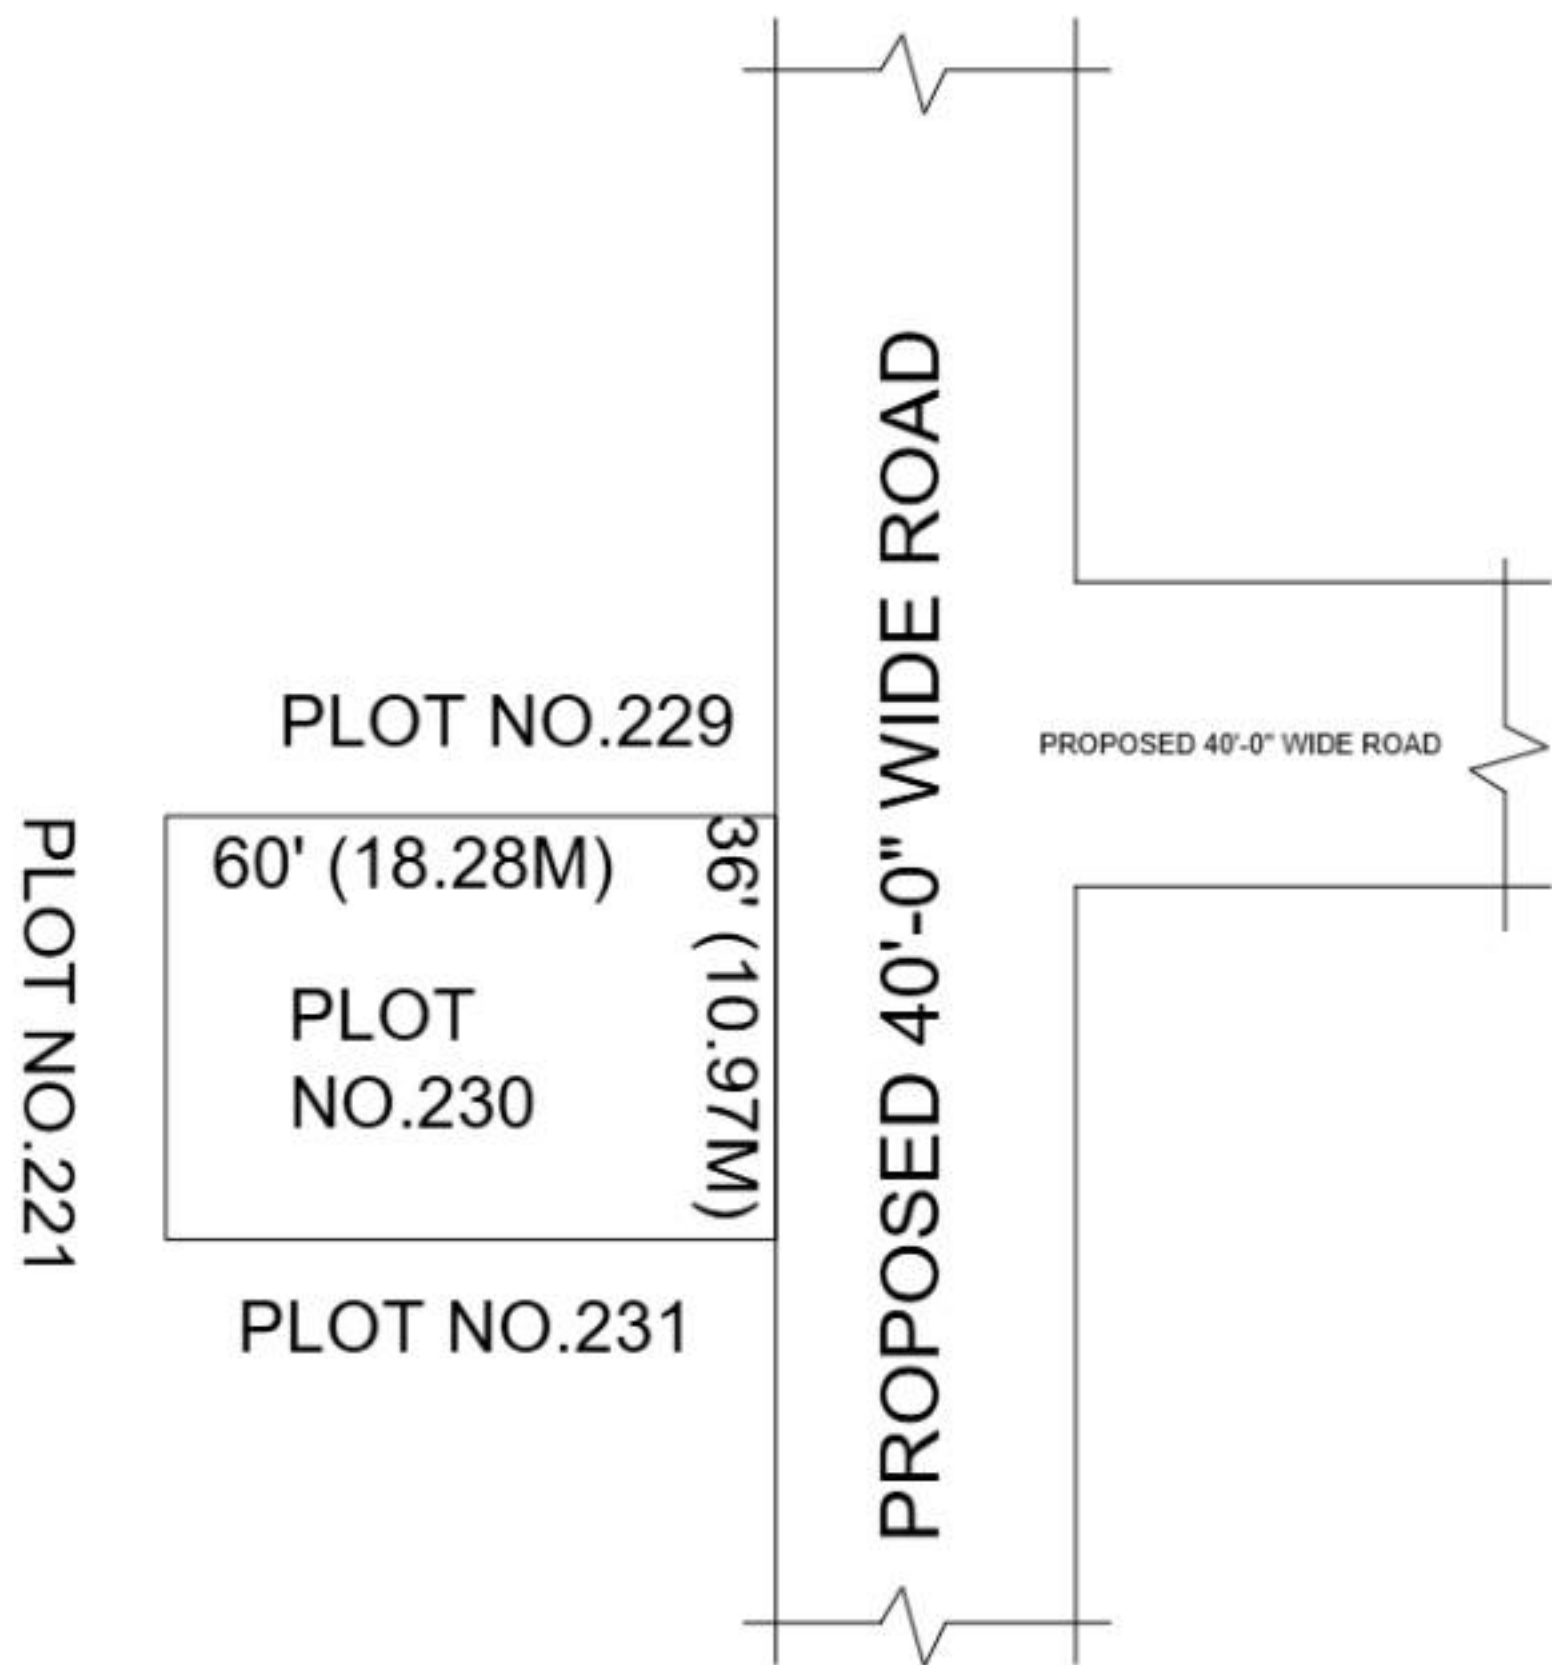 PLOT NO.229
PROPOSED 40'-0" WIDE ROAD
PROPOSED 40'-0" WIDE ROAD
PLOT NO.221
60' (18.28M)
36' (10.97M)
PLOT
NO.230
PLOT NO.231